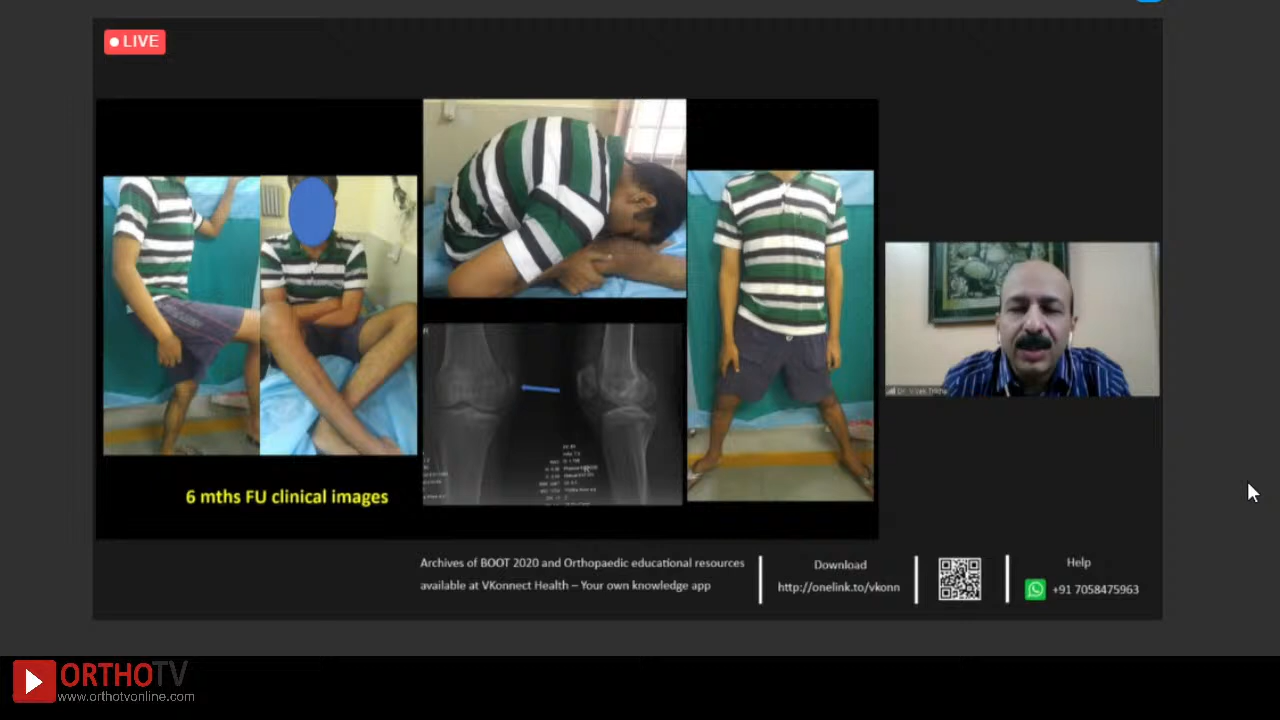 LIVE
6 mths FU clinical images
Archives of BOOT 2020 and Orthopaedic educational resources
available at VKonnect Health – Your own knowledge app
Download
http://onelink.to/vkonn
Help
+91 7058475963
ORTHOTV
www.orthotvonline.com